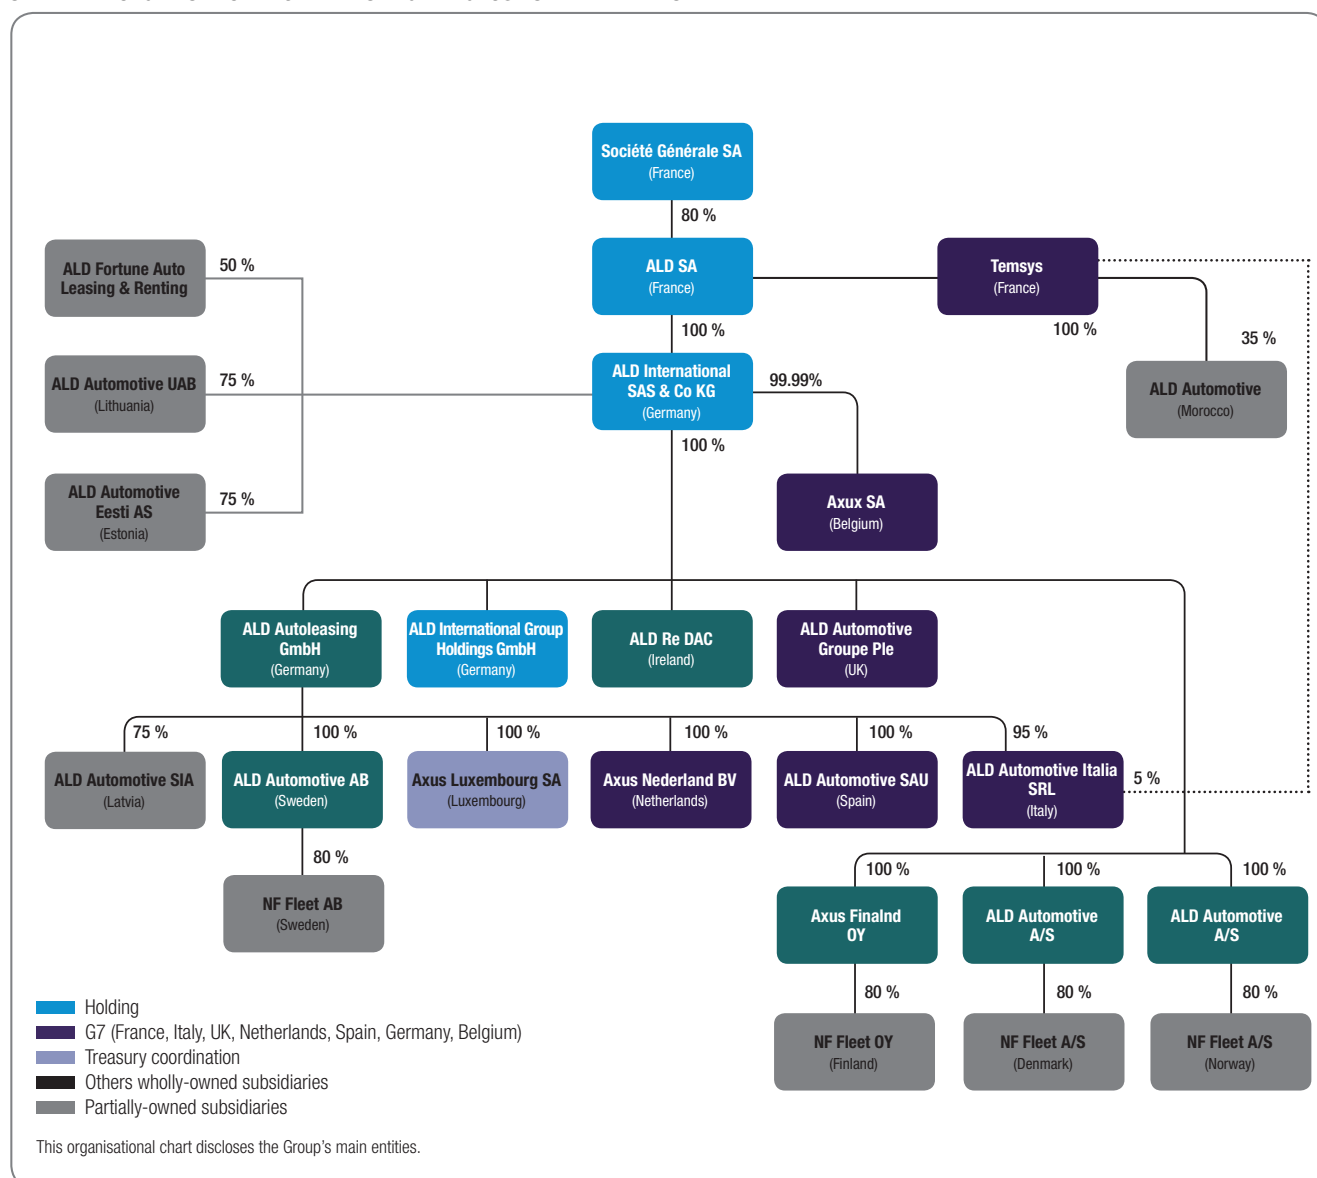 Société Générale SA
(France)
80 %
ALD Fortune Auto
Leasing & Renting
50 %
ALD SA
(France)
Temsys
(France)
100 %
100 %
35 %
ALD Automotive UAB
(Lithuania)
75 %
ALD International
SAS & Co KG
(Germany)
99.99%
ALD Automotive
(Morocco)
100 %
ALD Automotive
Eesti AS
(Estonia)
75 %
Axux SA
(Belgium)
ALD Autoleasing
GmbH
(Germany)
ALD International Group
Holdings GmbH
(Germany)
ALD Re DAC
(Ireland)
ALD Automotive
Groupe Ple
(UK)
75 %
100 %
100 %
100 %
100 %
95 %
ALD Automotive SIA
(Latvia)
ALD Automotive AB
(Sweden)
Axus Luxembourg SA
(Luxembourg)
Axus Nederland BV
(Netherlands)
ALD Automotive SAU
(Spain)
ALD Automotive Italia
SRL
(Italy)
5 %
80 %
NF Fleet AB
(Sweden)
100 %
100 %
100 %
Axus Finalnd
OY
ALD Automotive
A/S
ALD Automotive
A/S
80 %
80 %
80 %
NF Fleet OY
(Finland)
NF Fleet A/S
(Denmark)
NF Fleet A/S
(Norway)
Holding
G7 (France, Italy, UK, Netherlands, Spain, Germany, Belgium)
Treasury coordination
Others wholly-owned subsidiaries
Partially-owned subsidiaries
This organisational chart discloses the Group's main entities.